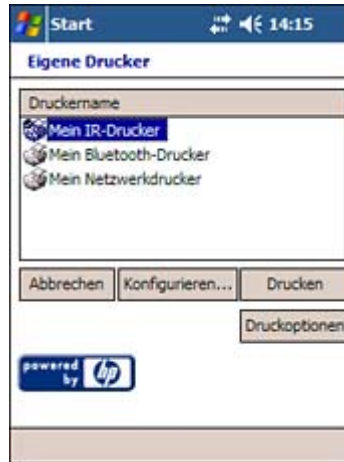 Start 14:15
Eigene Drucker
Druckername
Mein IR-Drucker
Mein Bluetooth-Drucker
Mein Netzwerkdrucker
Abbrechen Konfigurieren... Drucken
Druckoptionen
powered by hp